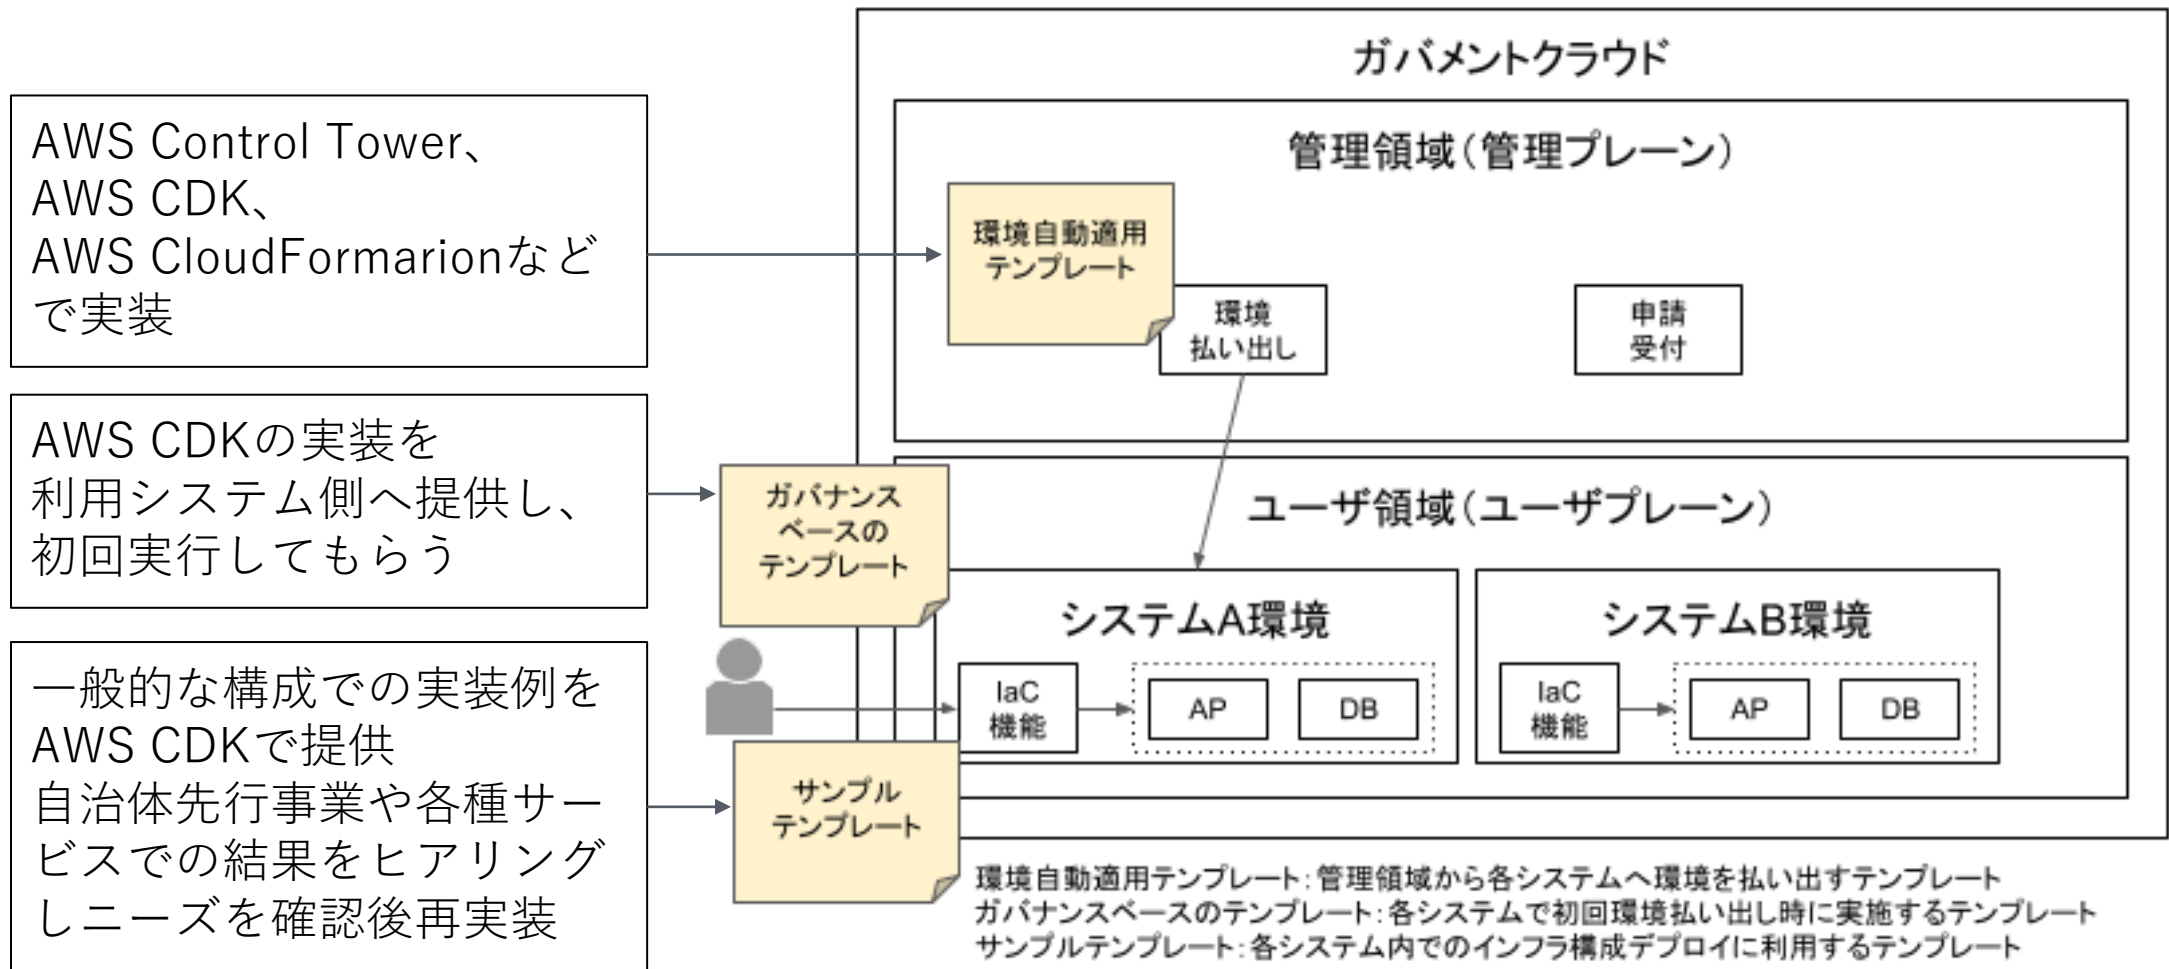 ガバメントクラウド
管理領域（管理プレーン）
AWS Control Tower、
AWS CDK、
AWS CloudFormarionなど
で実装
環境自動適用
テンプレート
環境
払い出し
申請
受付
AWS CDKの実装を
利用システム側へ提供し、
初回実行してもらう
ガバナンス
ベースの
テンプレート
ユーザ領域（ユーザプレーン）
システムA環境
IaC
機能
AP
DB
システムB環境
IaC
機能
AP
DB
一般的な構成での実装例を
AWS CDKで提供
自治体先行事業や各種サー
ビスでの結果をヒアリング
しニーズを確認後再実装
サンプル
テンプレート
環境自動適用テンプレート：管理領域から各システムへ環境を払い出すテンプレート
ガバナンスベースのテンプレート：各システムで初回環境払い出し時に実施するテンプレート
サンプルテンプレート：各システム内でのインフラ構成デプロイに利用するテンプレート